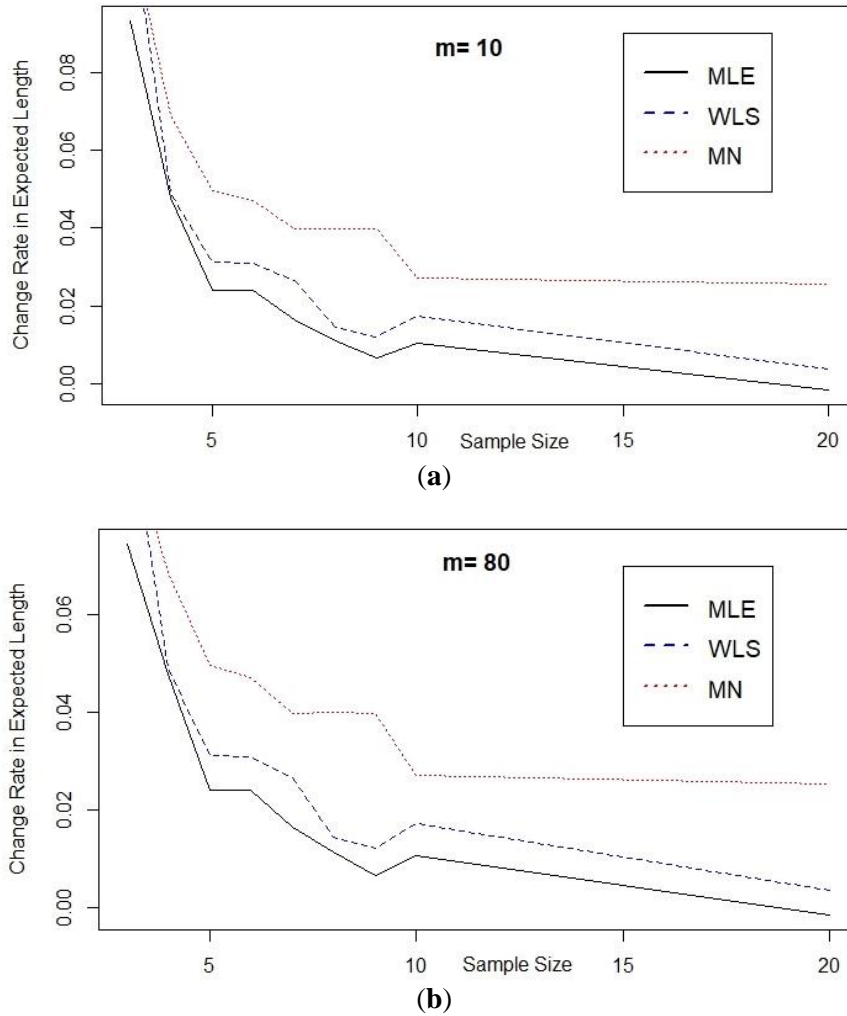 m= 10
MLE
WLS
MN
Change Rate in Expected Length
0.08
0.06
0.04
0.02
0.00
5
10
15
20
Sample Size
(a)
m= 80
MLE
WLS
MN
Change Rate in Expected Length
0.06
0.04
0.02
0.00
5
10
15
20
Sample Size
(b)